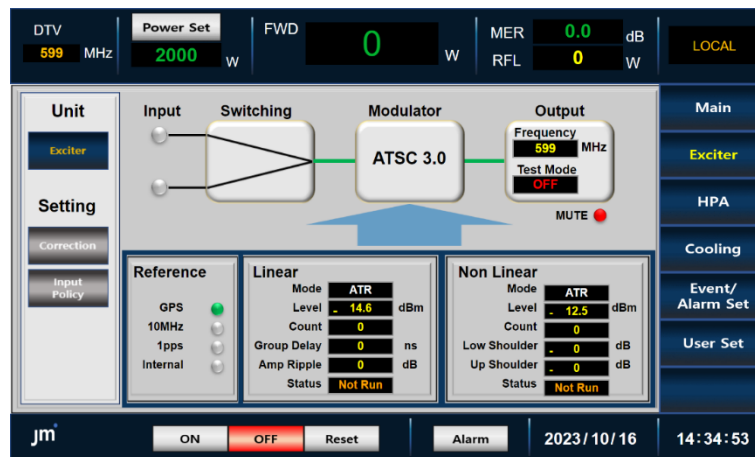 DTV
599 MHz
Power Set
2000 W
FWD
0 W
MER 0.0 dB
RFL 0 W
LOCAL
Unit
Exciter
Setting
Correction
Input
Policy
Input
Switching
Modulator
ATSC 3.0
Output
Frequency
599 MHz
Test Mode
OFF
MUTE
Reference
GPS
10MHz
1pps
Internal
Linear
Mode ATR
Level - 14.6 dBm
Count 0
Group Delay 0 ns
Amp Ripple 0 dB
Status Not Run
Non Linear
Mode ATR
Level - 12.5 dBm
Count 0
Low Shoulder - 0 dB
Up Shoulder - 0 dB
Status Not Run
Main
Exciter
HPA
Cooling
Event/
Alarm Set
User Set
jm
ON OFF Reset Alarm 2023/10/16 14:34:53